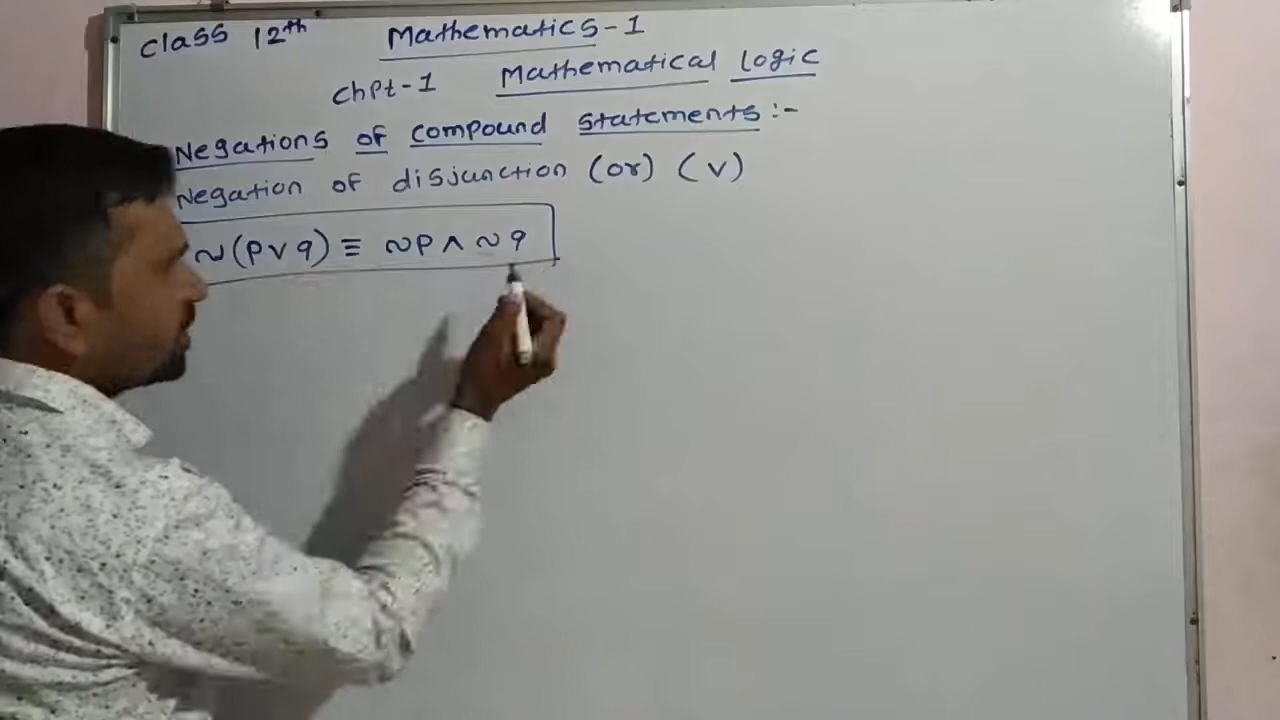 Class 12th Mathematics-1
Chpt-1 Mathematical Logic
Negations of compound statements :-
Negation of disjunction (or) (∨)
~(p∨q) ≡ ~p ∧ ~q